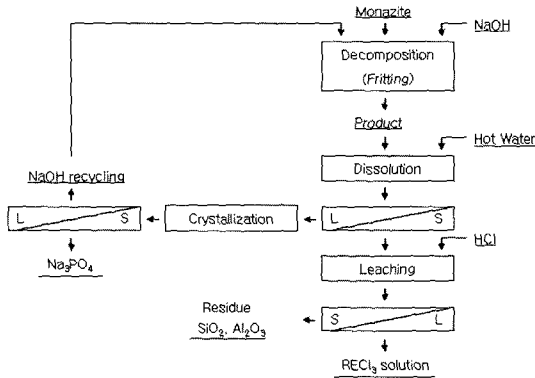 Monazite
NaOH
Decomposition
(Fritting)
Product
Hot Water
Dissolution
NaOH recycling
L S
Crystallization
L S
HCl
Na₃PO₄
Leaching
Residue
SiO₂, Al₂O₃
S L
RECl₃ solution